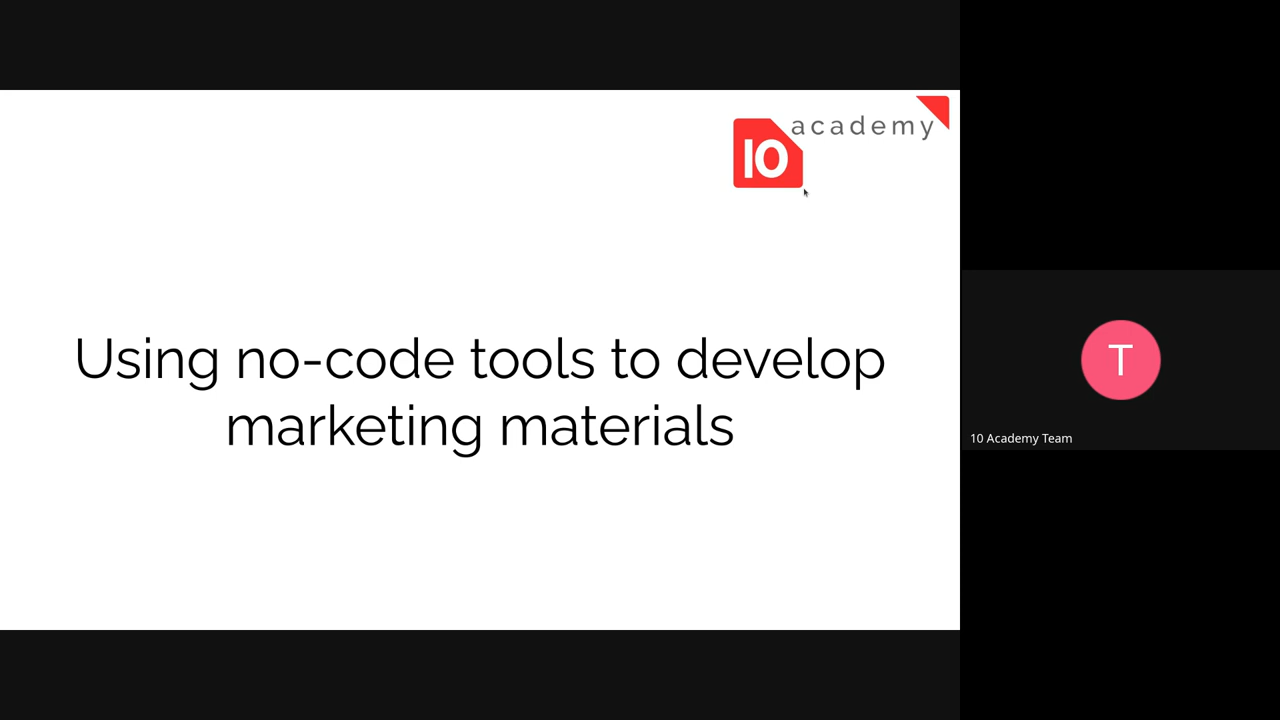 academy
10
Using no-code tools to develop
marketing materials
T
10 Academy Team